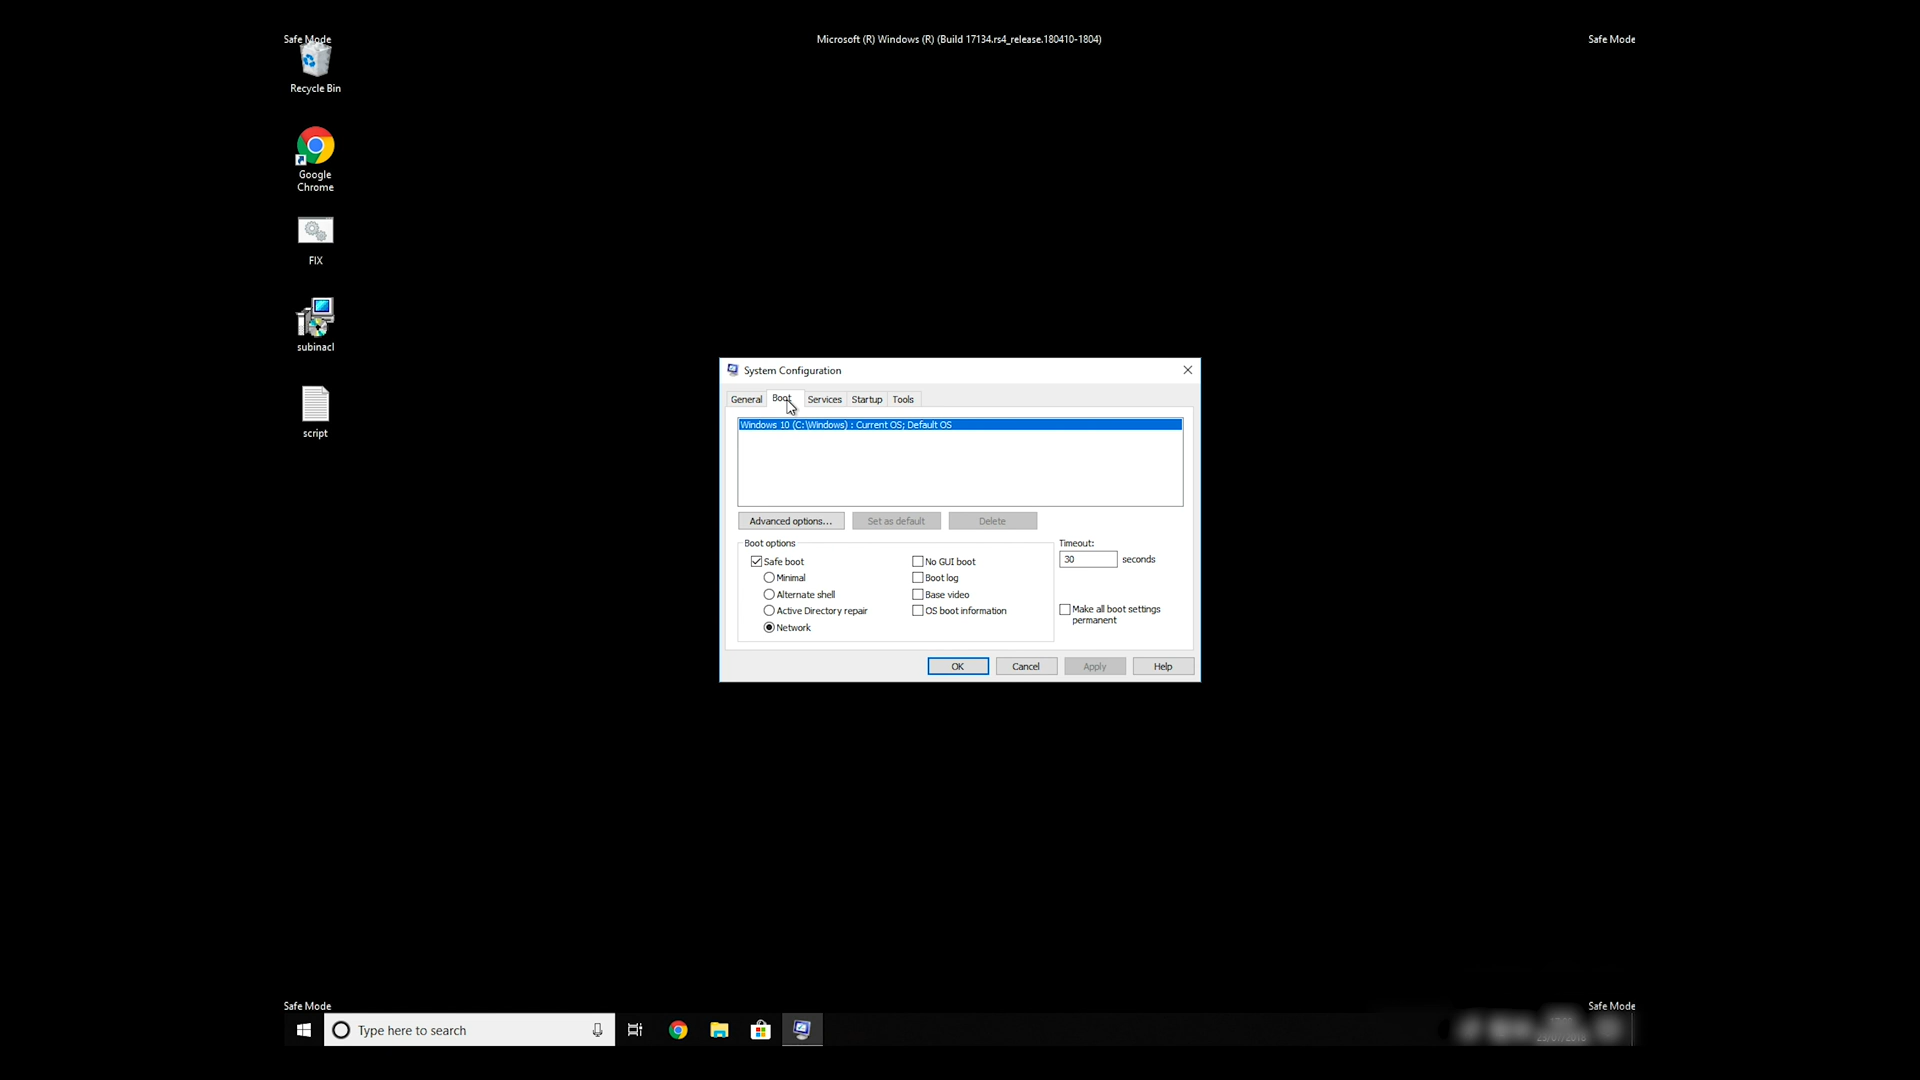 Safe Mode
Microsoft (R) Windows (R) (Build 17134.rs4_release.180410-1804)
Safe Mode
Recycle Bin
Google
Chrome
FIX
subinacl
script
System Configuration
General
Boot
Services
Startup
Tools
Windows 10 (C:\Windows) : Current OS; Default OS
Advanced options...
Set as default
Delete
Boot options
Safe boot
Minimal
Alternate shell
Active Directory repair
Network
No GUI boot
Boot log
Base video
OS boot information
Timeout:
30
seconds
Make all boot settings
permanent
OK
Cancel
Apply
Help
Safe Mode
Safe Mode
Type here to search